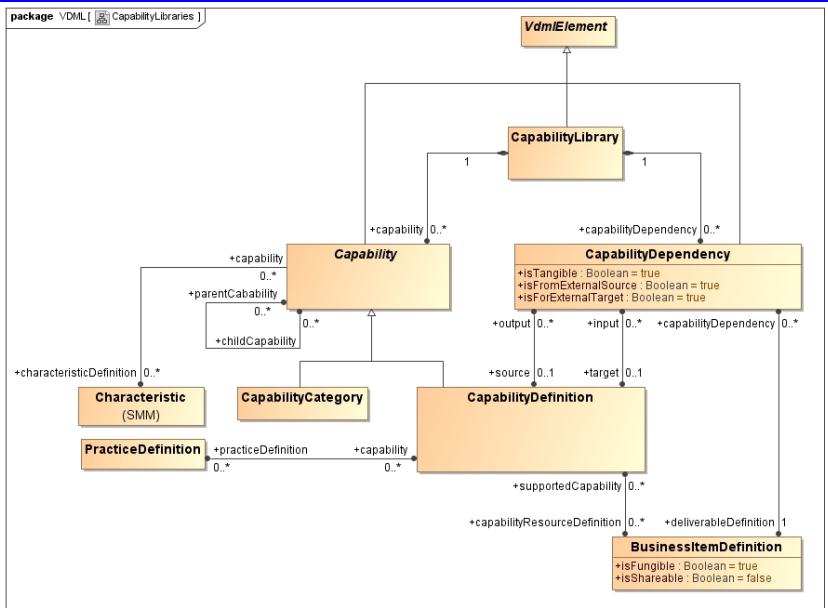 package VDML [ CapabilityLibraries ]
VdmlElement
CapabilityLibrary
1
1
+capability 0..*
+capabilityDependency 0..*
Capability
CapabilityDependency
+isTangible : Boolean = true
+isFromExternalSource : Boolean = true
+isForExternalTarget : Boolean = true
+capability
0..*
+parentCabability
0..*
0..*
+childCapability
+output 0..*
+input 0..*
+capabilityDependency 0..*
+characteristicDefinition 0..*
+source 0..1
+target 0..1
Characteristic
(SMM)
CapabilityCategory
CapabilityDefinition
PracticeDefinition
+practiceDefinition
0..*
+capability
0..*
+supportedCapability 0..*
+capabilityResourceDefinition 0..*
+deliverableDefinition 1
BusinessItemDefinition
+isFungible : Boolean = true
+isShareable : Boolean = false